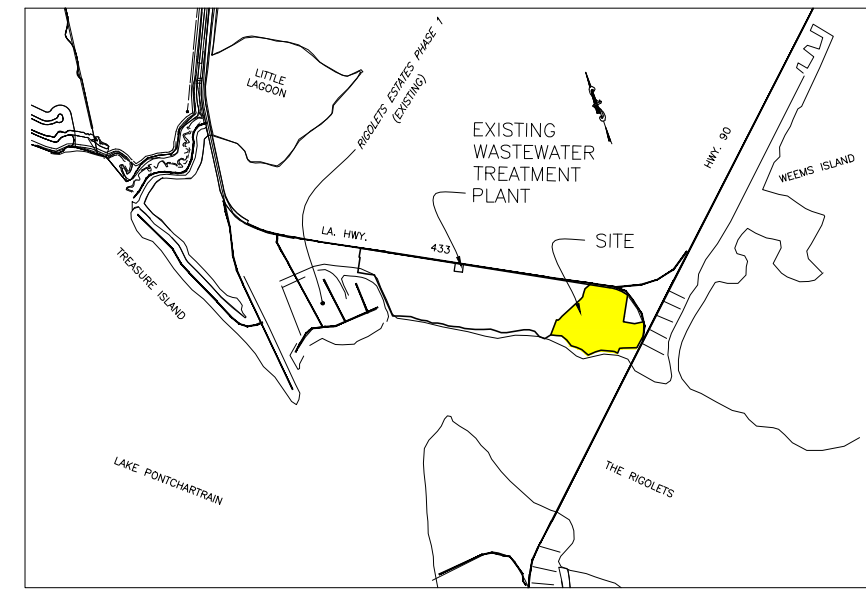 LITTLE
LAGOON
RIGOLETS ESTATES PHASE 1
(EXISTING)
EXISTING
WASTEWATER
TREATMENT
PLANT
HWY. 90
WEEMS ISLAND
LA. HWY.
433
SITE
TREASURE ISLAND
LAKE PONTCHARTRAIN
THE RIGOLETS